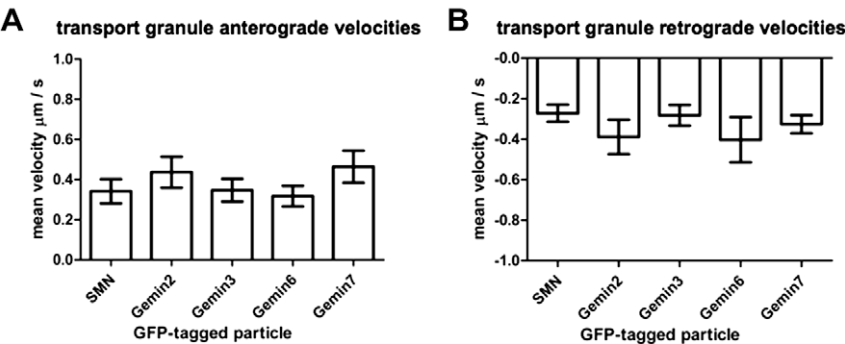 A
transport granule anterograde velocities
mean velocity µm / s
1.0
0.8
0.6
0.4
0.2
0.0
SMN
Gemin2
Gemin3
Gemin6
Gemin7
GFP-tagged particle
B
transport granule retrograde velocities
mean velocity µm / s
-0.0
-0.2
-0.4
-0.6
-0.8
-1.0
SMN
Gemin2
Gemin3
Gemin6
Gemin7
GFP-tagged particle